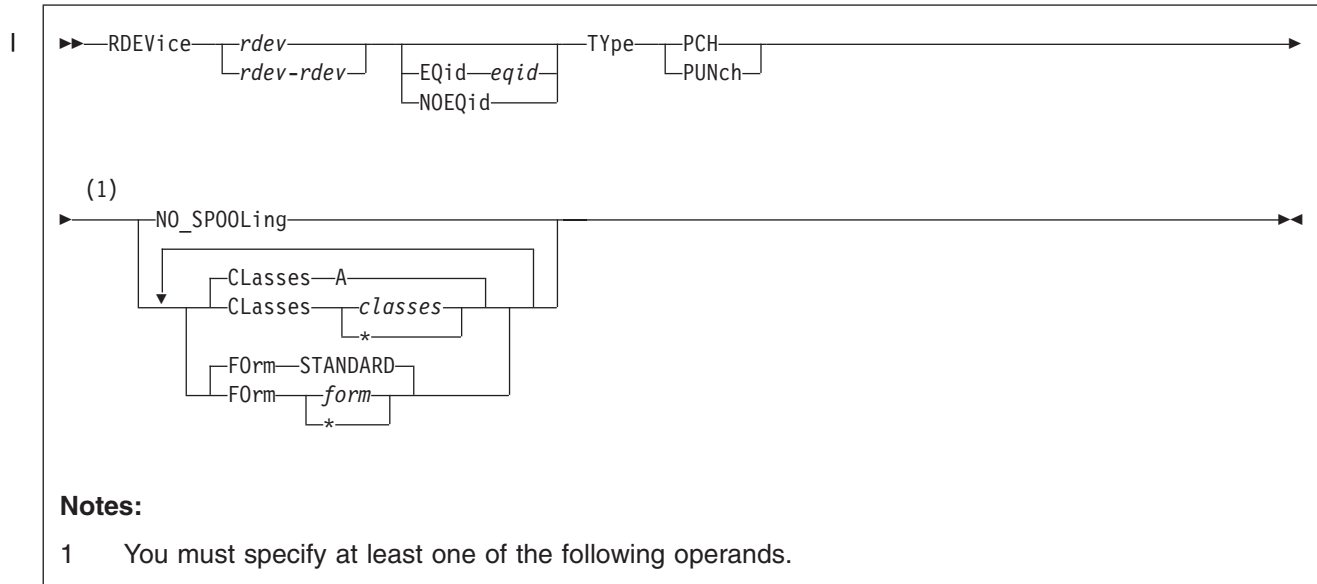 RDEVice rdev TYpe PCH
rdev-rdev EQid eqid PUNch
NOEQid
(1)
NO_SPOOLing
CLasses A
CLasses classes
*
FOrm STANDARD
FOrm form
*
Notes:
1 You must specify at least one of the following operands.